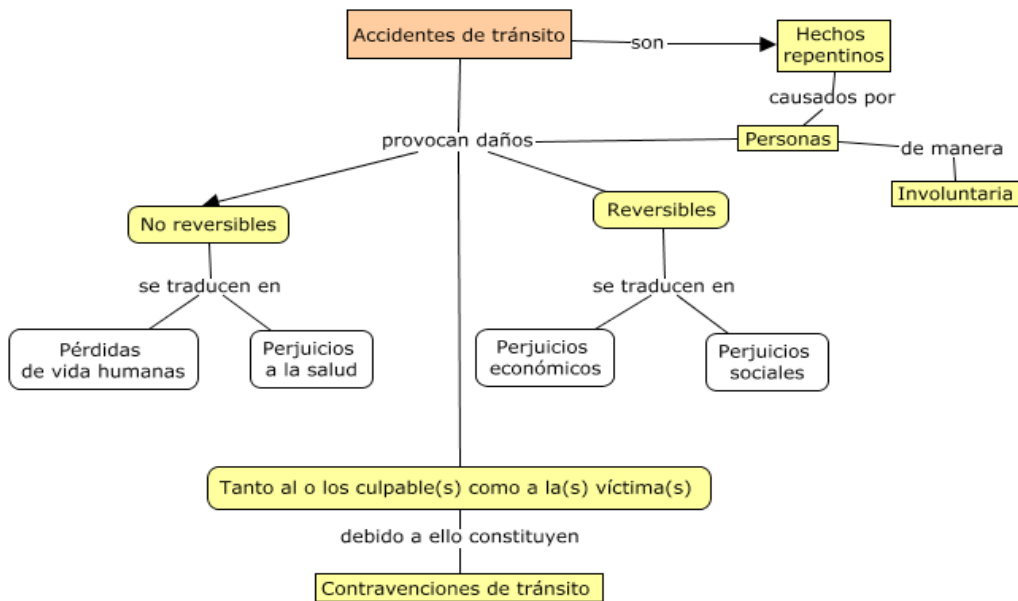 Accidentes de tránsito
son
Hechos
repentinos
causados por
provocan daños
Personas
de manera
Involuntaria
No reversibles
Reversibles
se traducen en
se traducen en
Pérdidas
de vida humanas
Perjuicios
a la salud
Perjuicios
económicos
Perjuicios
sociales
Tanto al o los culpable(s) como a la(s) víctima(s)
debido a ello constituyen
Contravenciones de tránsito